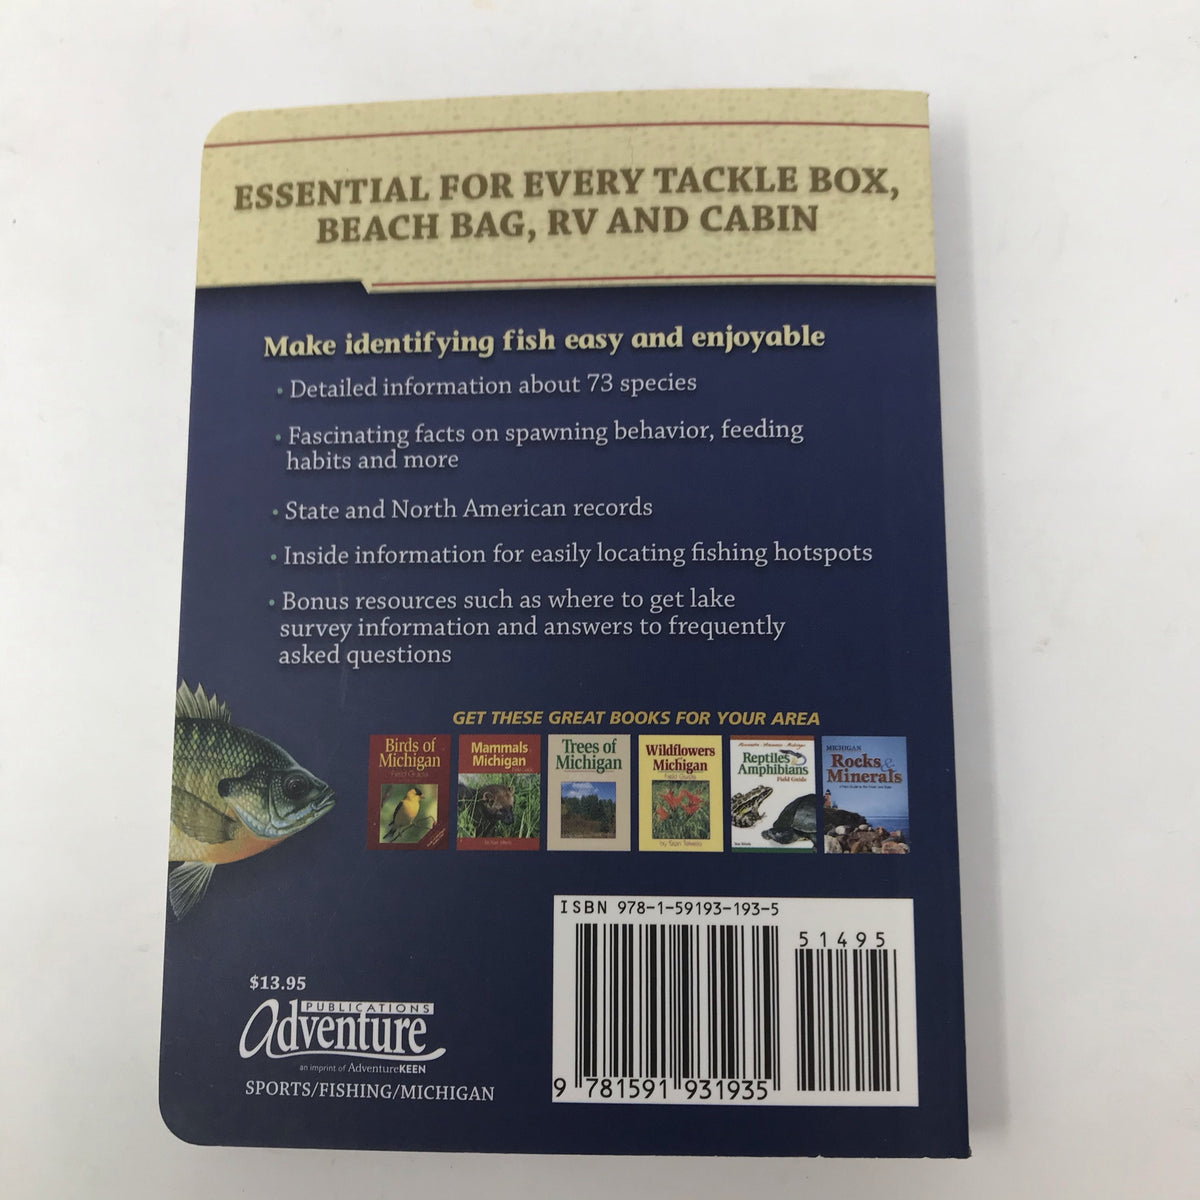 ESSENTIAL FOR EVERY TACKLE BOX,
BEACH BAG, RV AND CABIN
Make identifying fish easy and enjoyable
• Detailed information about 73 species
• Fascinating facts on spawning behavior, feeding
habits and more
• State and North American records
• Inside information for easily locating fishing hotspots
• Bonus resources such as where to get lake
survey information and answers to frequently
asked questions
GET THESE GREAT BOOKS FOR YOUR AREA
Birds of
Michigan
Field Guide
Mammals
Michigan
Trees of
Michigan
Wildflowers
Michigan
Field Guide
by Stan Tekiela
Reptiles &
Amphibians
Field Guide
MICHIGAN
Rocks &
Minerals
ISBN 978-1-59193-193-5
51495
9 781591 931935
$13.95
PUBLICATIONS
Adventure
an imprint of AdventureKEEN
SPORTS/FISHING/MICHIGAN